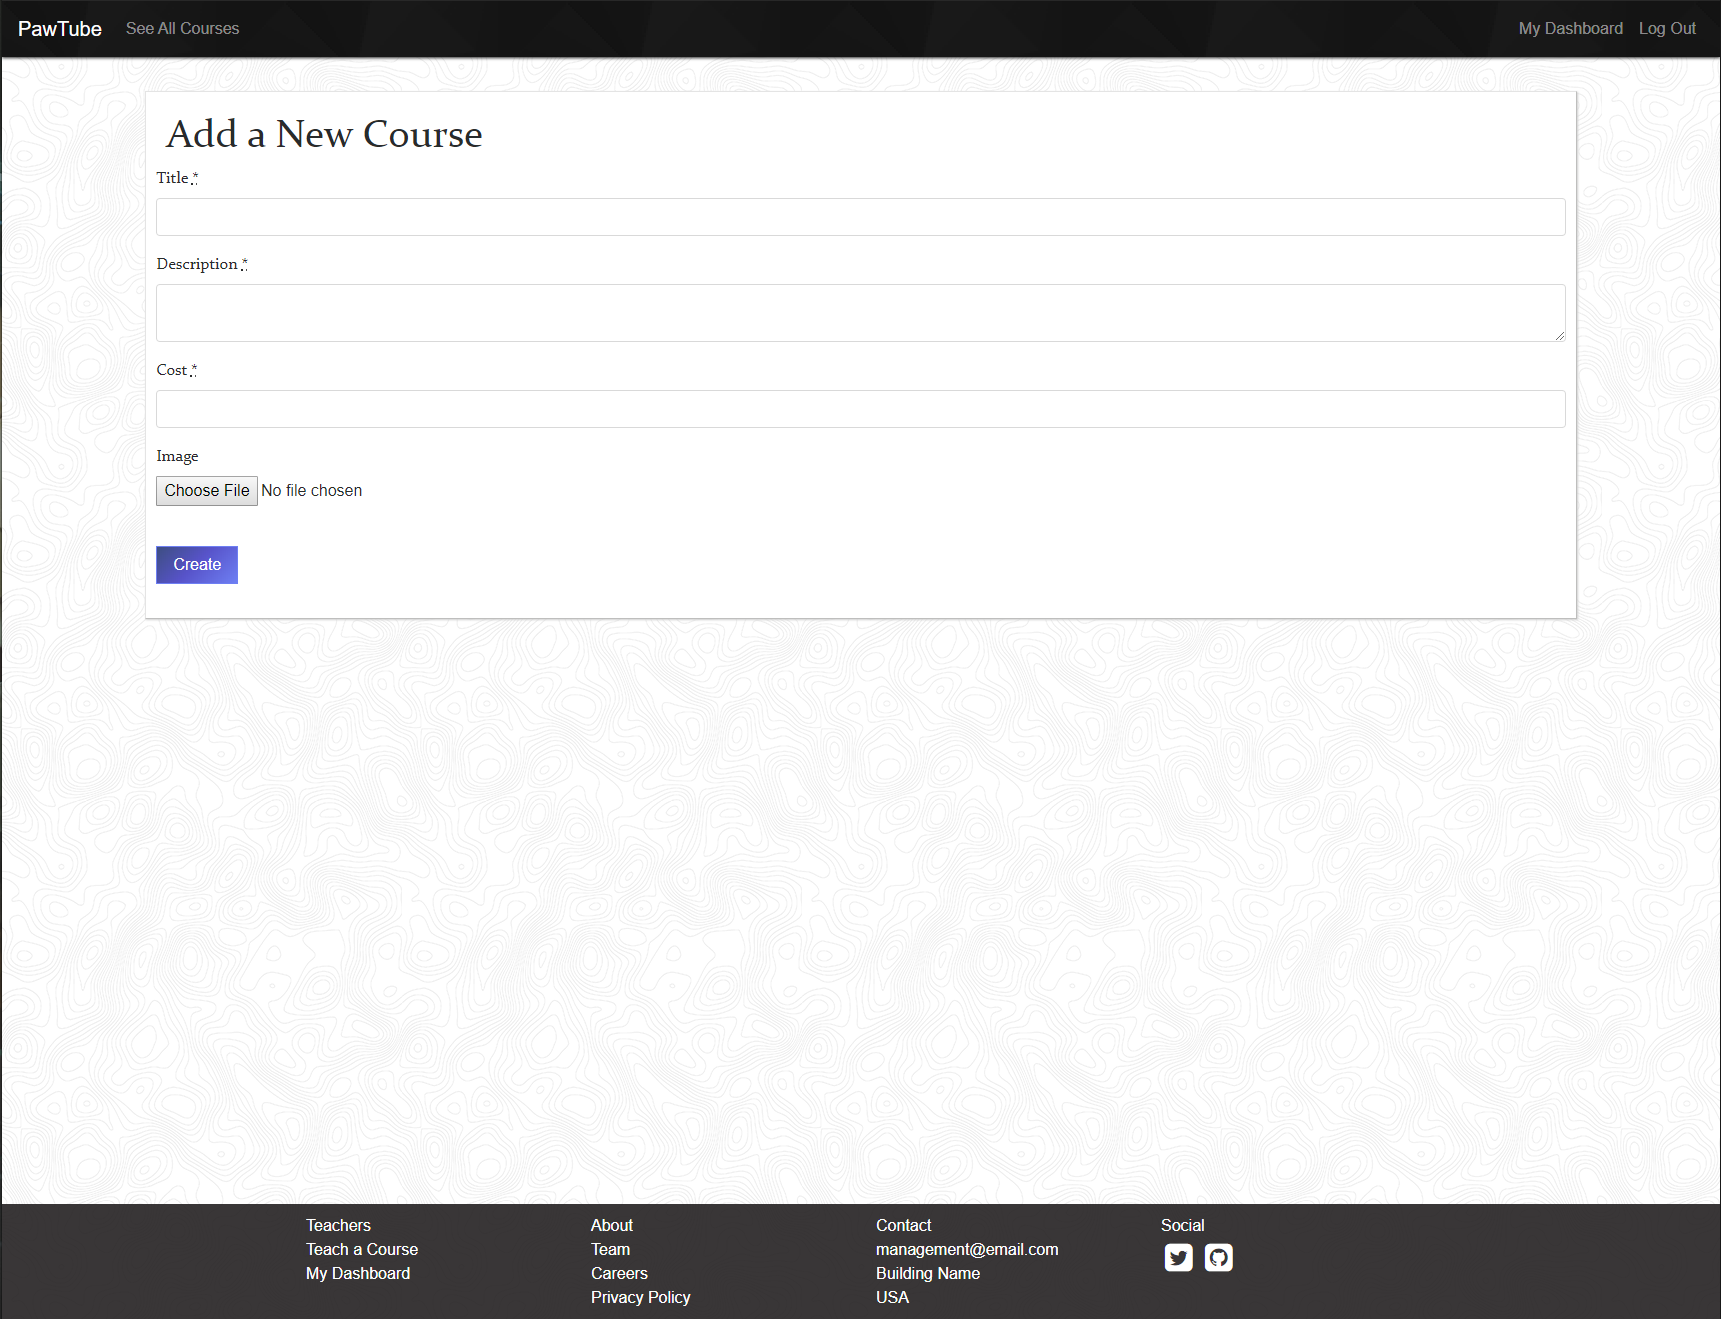 PawTube See All Courses My Dashboard Log Out
Add a New Course
Title *
Description *
Cost *
Image
Choose File No file chosen
Create
Teachers
Teach a Course
My Dashboard
About
Team
Careers
Privacy Policy
Contact
management@email.com
Building Name
USA
Social